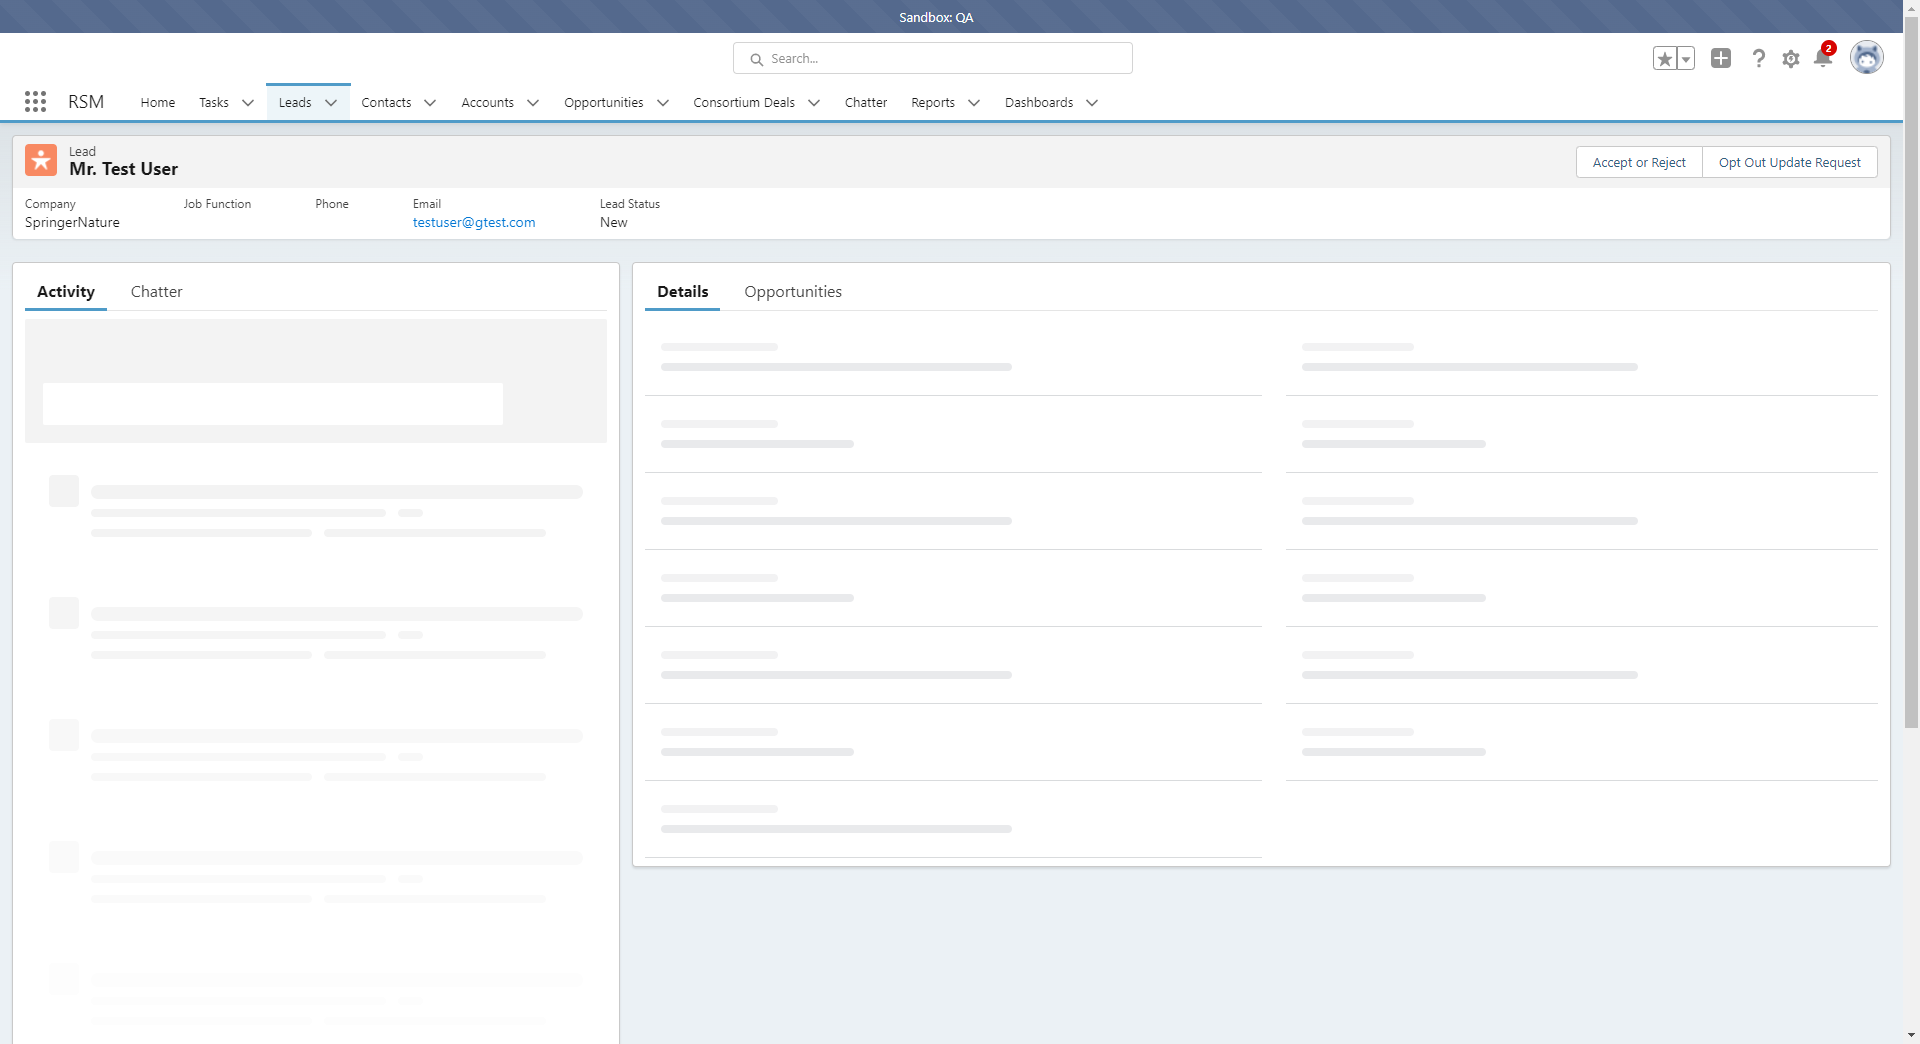 Sandbox: QA
Search...
2
RSM
Home
Tasks
Leads
Contacts
Accounts
Opportunities
Consortium Deals
Chatter
Reports
Dashboards
Lead
Mr. Test User
Accept or Reject
Opt Out Update Request
Company
Job Function
Phone
Email
Lead Status
SpringerNature
testuser@gtest.com
New
Activity
Chatter
Details
Opportunities